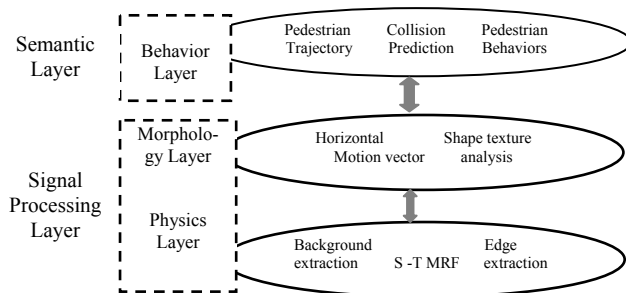 Semantic
Layer
Behavior
Layer
Pedestrian
Trajectory
Collision
Prediction
Pedestrian
Behaviors
Signal
Processing
Layer
Morpholo-
gy Layer
Horizontal
Motion vector
Shape texture
analysis
Physics
Layer
Background
extraction
S -T MRF
Edge
extraction